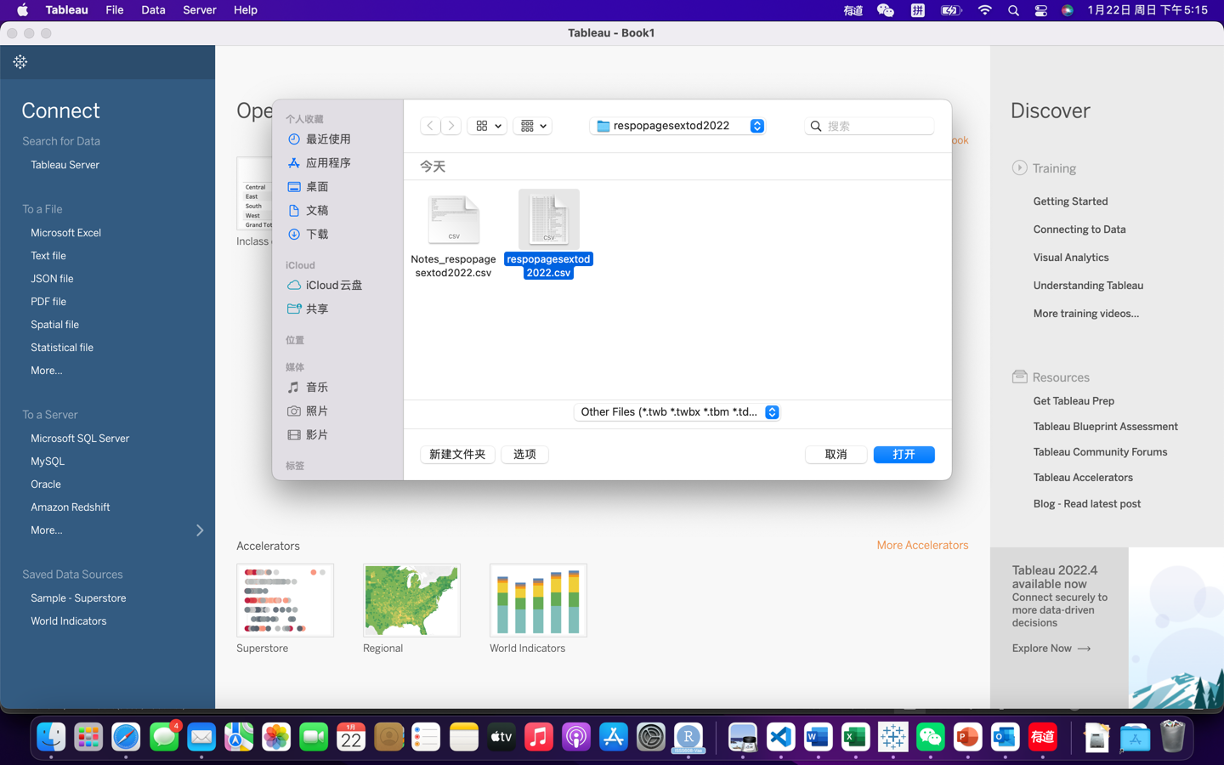 Tableau File Data Server Help
有道 拼 1月22日 周日 下午5:15
Tableau - Book1
Connect
Search for Data
Tableau Server
To a File
Microsoft Excel
Text file
JSON file
PDF file
Spatial file
Statistical file
More...
To a Server
Microsoft SQL Server
MySQL
Oracle
Amazon Redshift
More...
Saved Data Sources
Sample - Superstore
World Indicators
Ope
ook
Central
East
South
West
Grand Tot
Inclass
个人收藏
最近使用
应用程序
桌面
文稿
下载
iCloud
iCloud 云盘
共享
位置
媒体
音乐
照片
影片
标签
respopagesextod2022
搜索
今天
CSV
Notes_respopage
sextod2022.csv
CSV
respopagesextod
2022.csv
Other Files (*.twb *.twbx *.tbm *.td...
新建文件夹
选项
取消
打开
Accelerators
More Accelerators
Superstore
Regional
World Indicators
Discover
Training
Getting Started
Connecting to Data
Visual Analytics
Understanding Tableau
More training videos...
Resources
Get Tableau Prep
Tableau Blueprint Assessment
Tableau Community Forums
Tableau Accelerators
Blog - Read latest post
Tableau 2022.4
available now
Connect securely to
more data-driven
decisions
Explore Now
4
1月
22
tv
R
W
X
P
O
有道